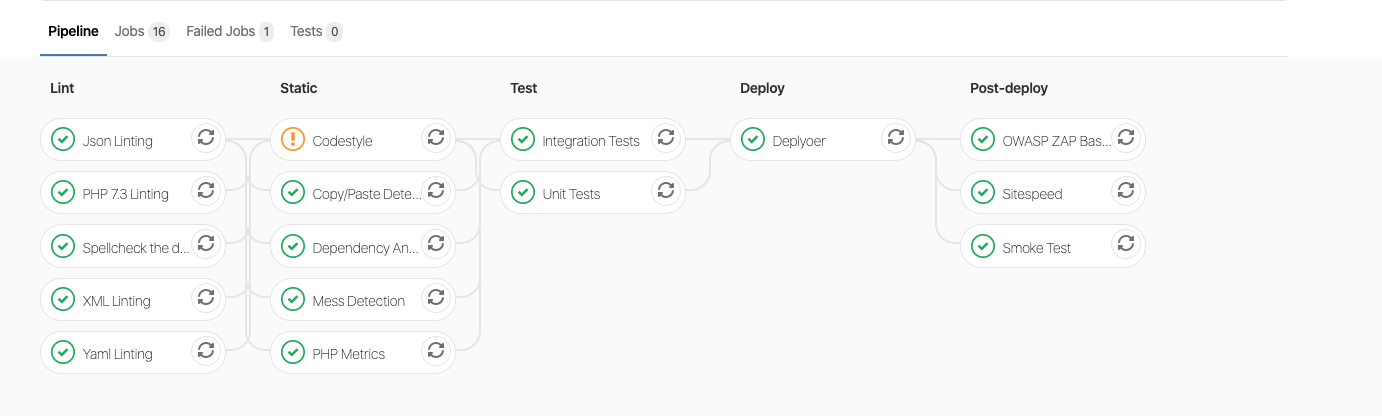 Pipeline Jobs 16 Failed Jobs 1 Tests 0
Lint Static Test Deploy Post-deploy
Json Linting Codestyle Integration Tests Deplyoer OWASP ZAP Bas...
PHP 7.3 Linting Copy/Paste Dete... Unit Tests Sitespeed
Spellcheck the d... Dependency An... Smoke Test
XML Linting Mess Detection
Yaml Linting PHP Metrics